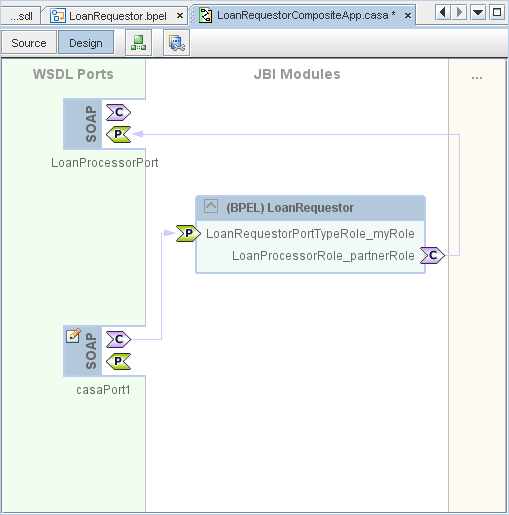 ...sdl LoanRequestor.bpel × LoanRequestorCompositeApp.casa * ×
Source Design
WSDL Ports JBI Modules ...
SOAP
C
P
LoanProcessorPort
(BPEL) LoanRequestor
P LoanRequestorPortTypeRole_myRole
LoanProcessorRole_partnerRole C
SOAP
C
P
casaPort1